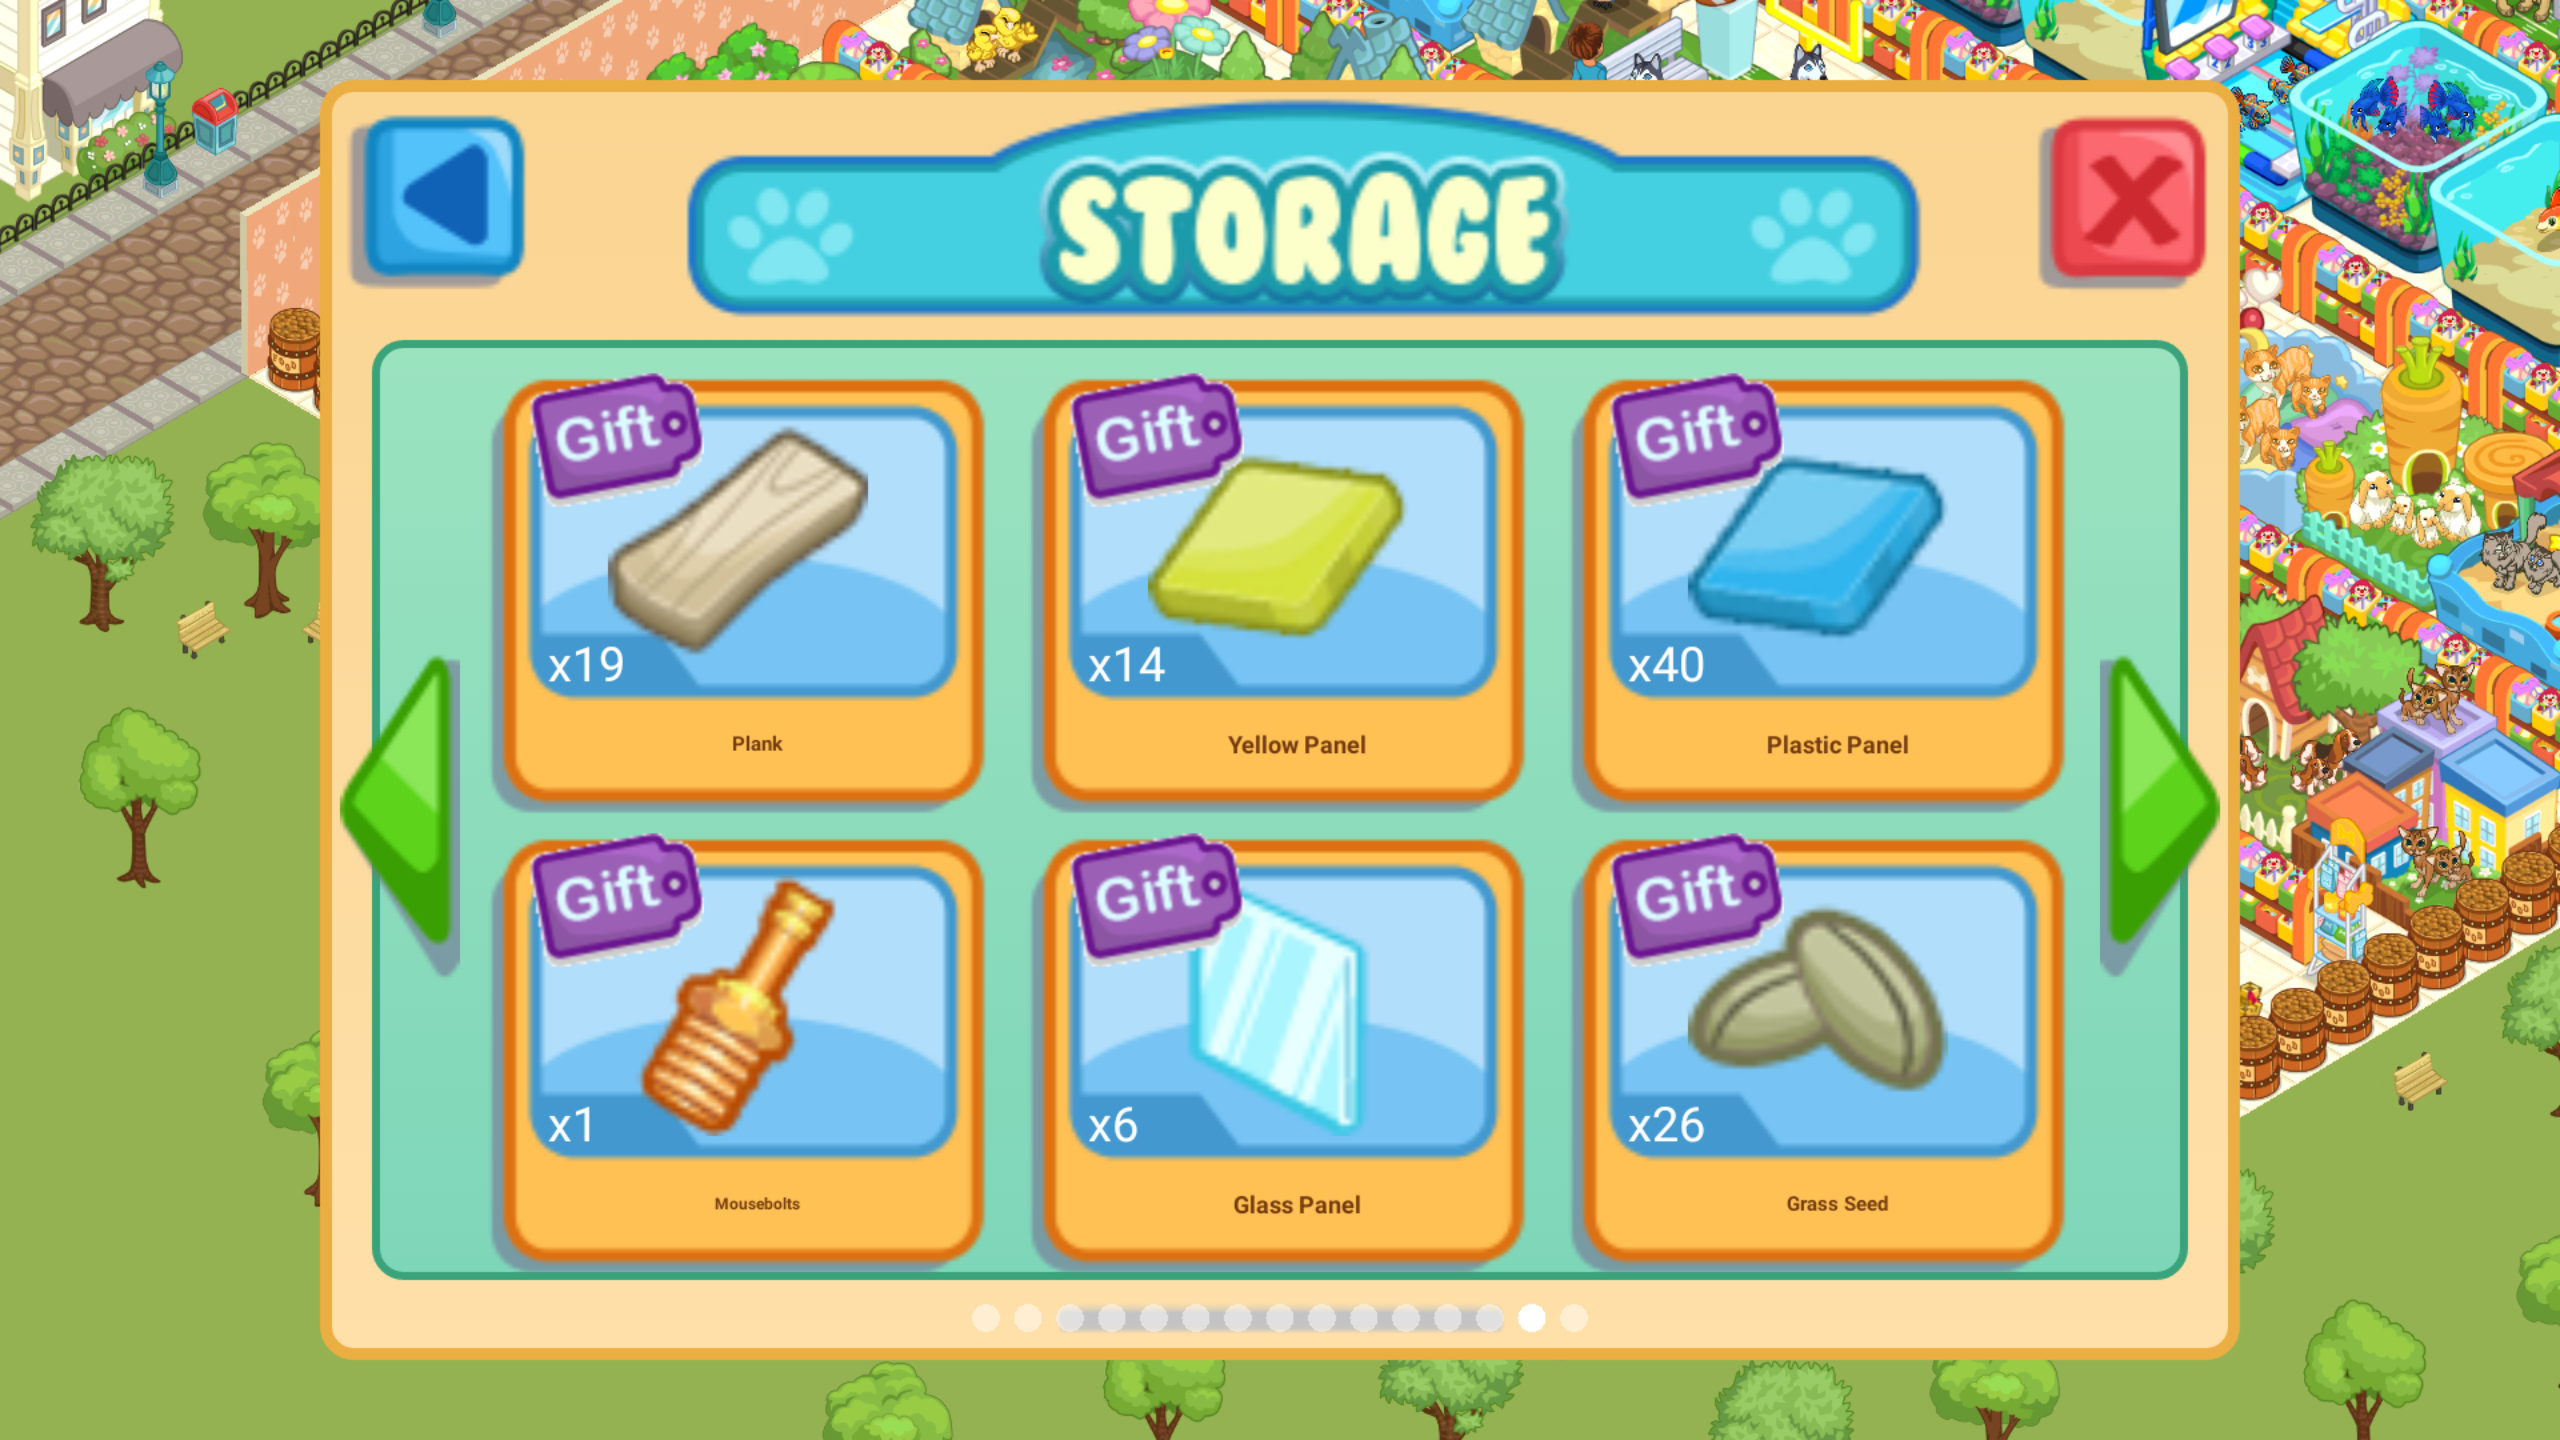 STORAGE
Gift
x19
Plank
Gift
x14
Yellow Panel
Gift
x40
Plastic Panel
Gift
x1
Mousebolts
Gift
x6
Glass Panel
Gift
x26
Grass Seed